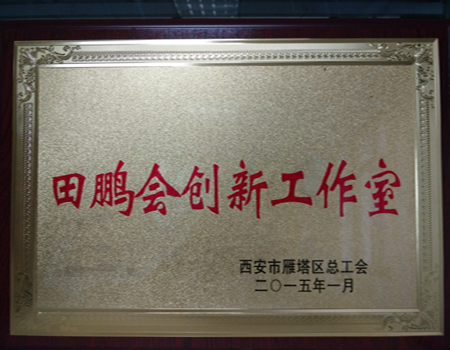 田鹏会创新工作室
西安市雁塔区总工会
二〇一五年一月